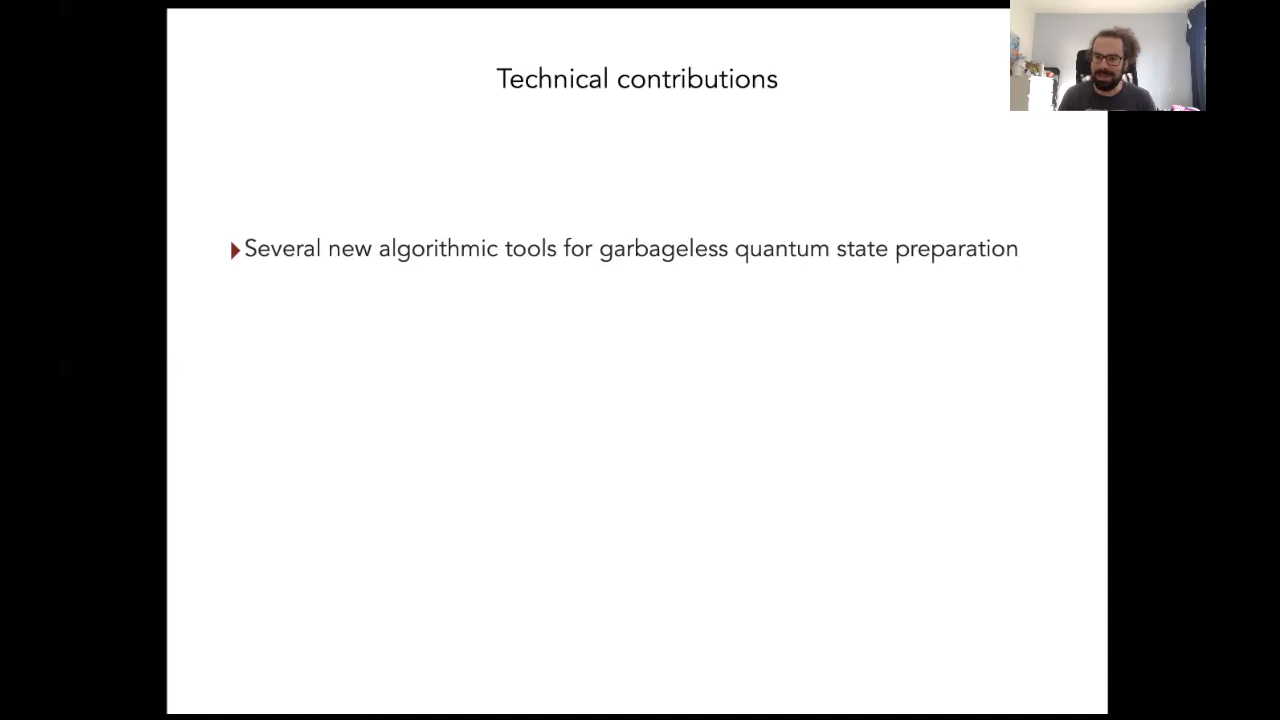 Technical contributions
Several new algorithmic tools for garbageless quantum state preparation